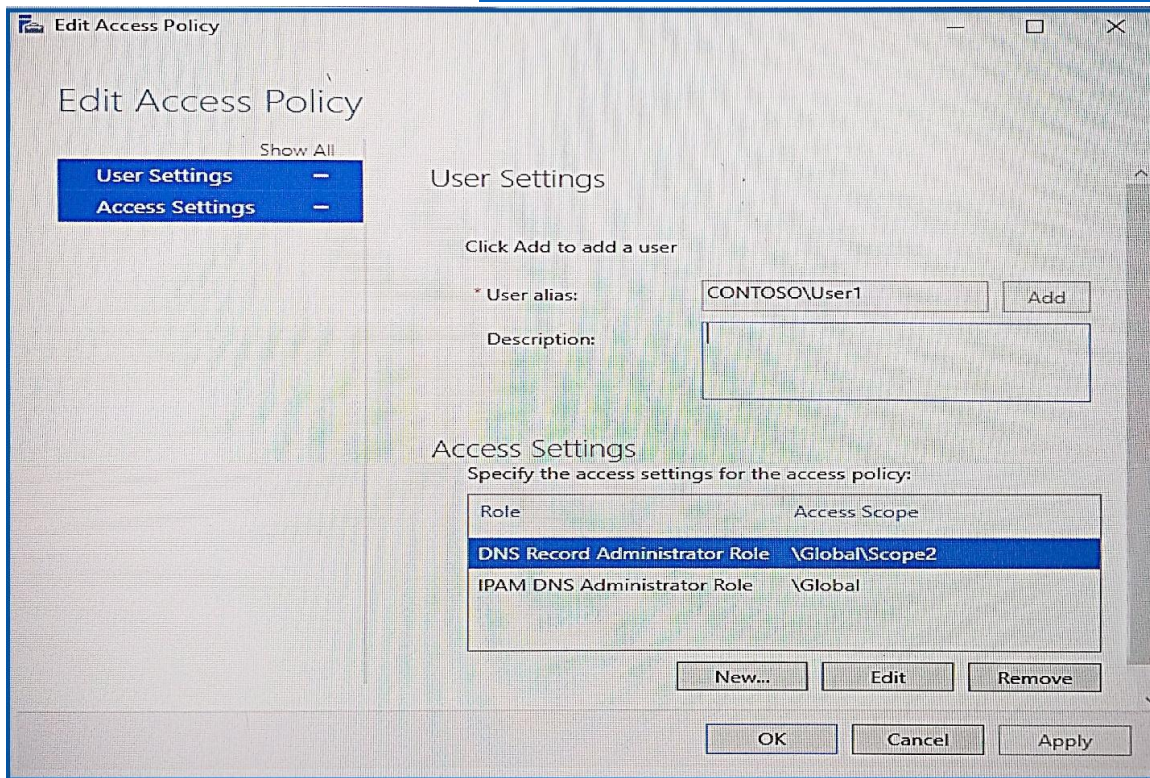 Edit Access Policy
Edit Access Policy
Show All
User Settings
Access Settings
User Settings
Click Add to add a user
* User alias: CONTOSO\User1 Add
Description:
Access Settings
Specify the access settings for the access policy:
Role Access Scope
DNS Record Administrator Role \Global\Scope2
IPAM DNS Administrator Role \Global
New... Edit Remove
OK Cancel Apply